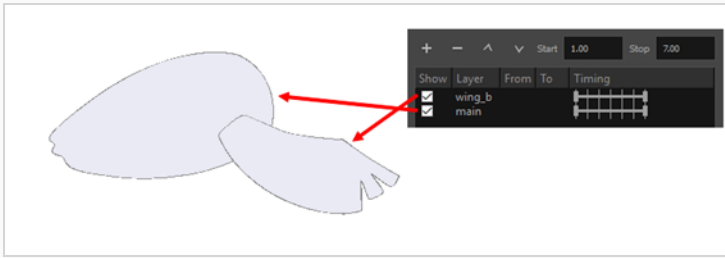 Start 1.00 Stop 7.00
Show Layer From To Timing
wing_b
main